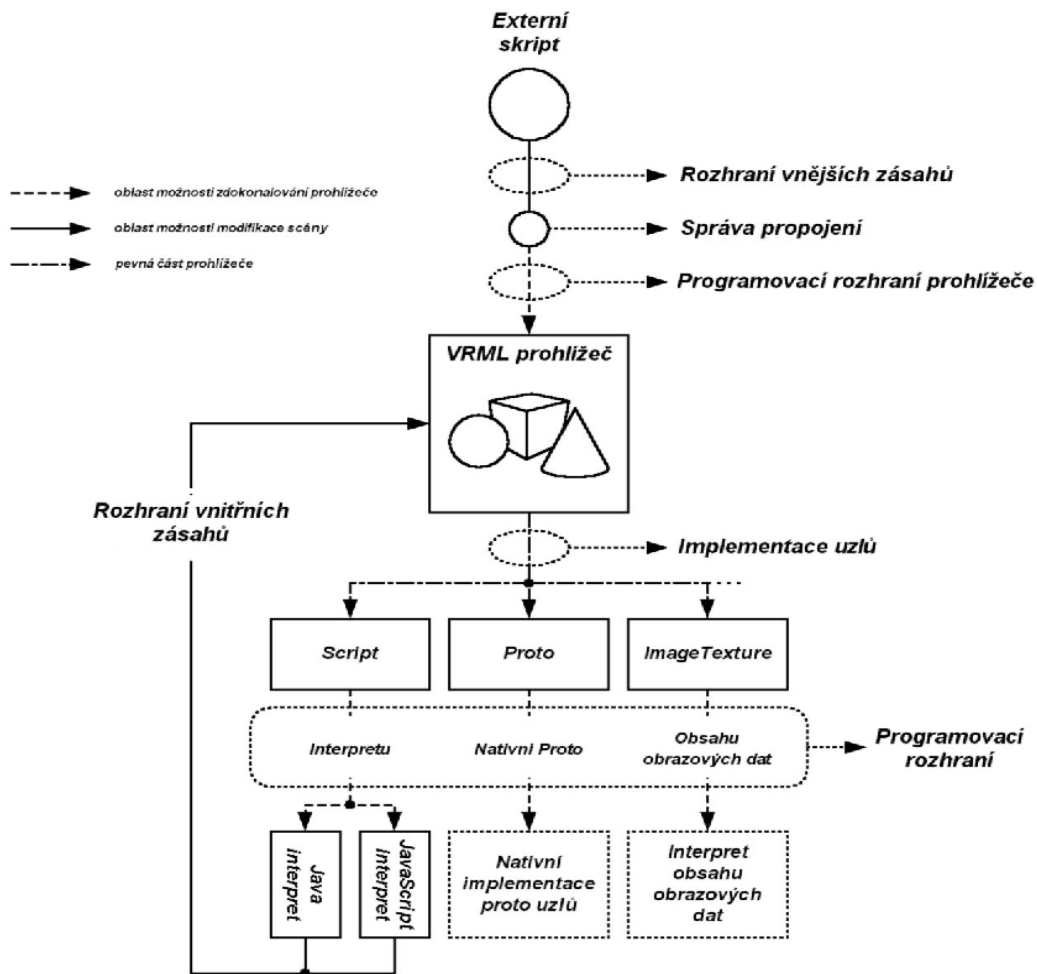 Externí
skript
Rozhraní vnějších zásahů
oblast možnosti zdokonalování prohlížeče
oblast možnosti modifikace scény
pevná část prohlížeče
Správa propojení
Programovací rozhraní prohlížeče
VRML prohlížeč
Rozhraní vnitřních
zásahů
Implementace uzlů
Script
Proto
ImageTexture
Interpretu
Nativní Proto
Obsahu
obrazových dat
Programovací
rozhraní
Java
interpret
JavaScript
interpret
Nativní
implementace
proto uzlů
Interpret
obsahu
obrazových
dat